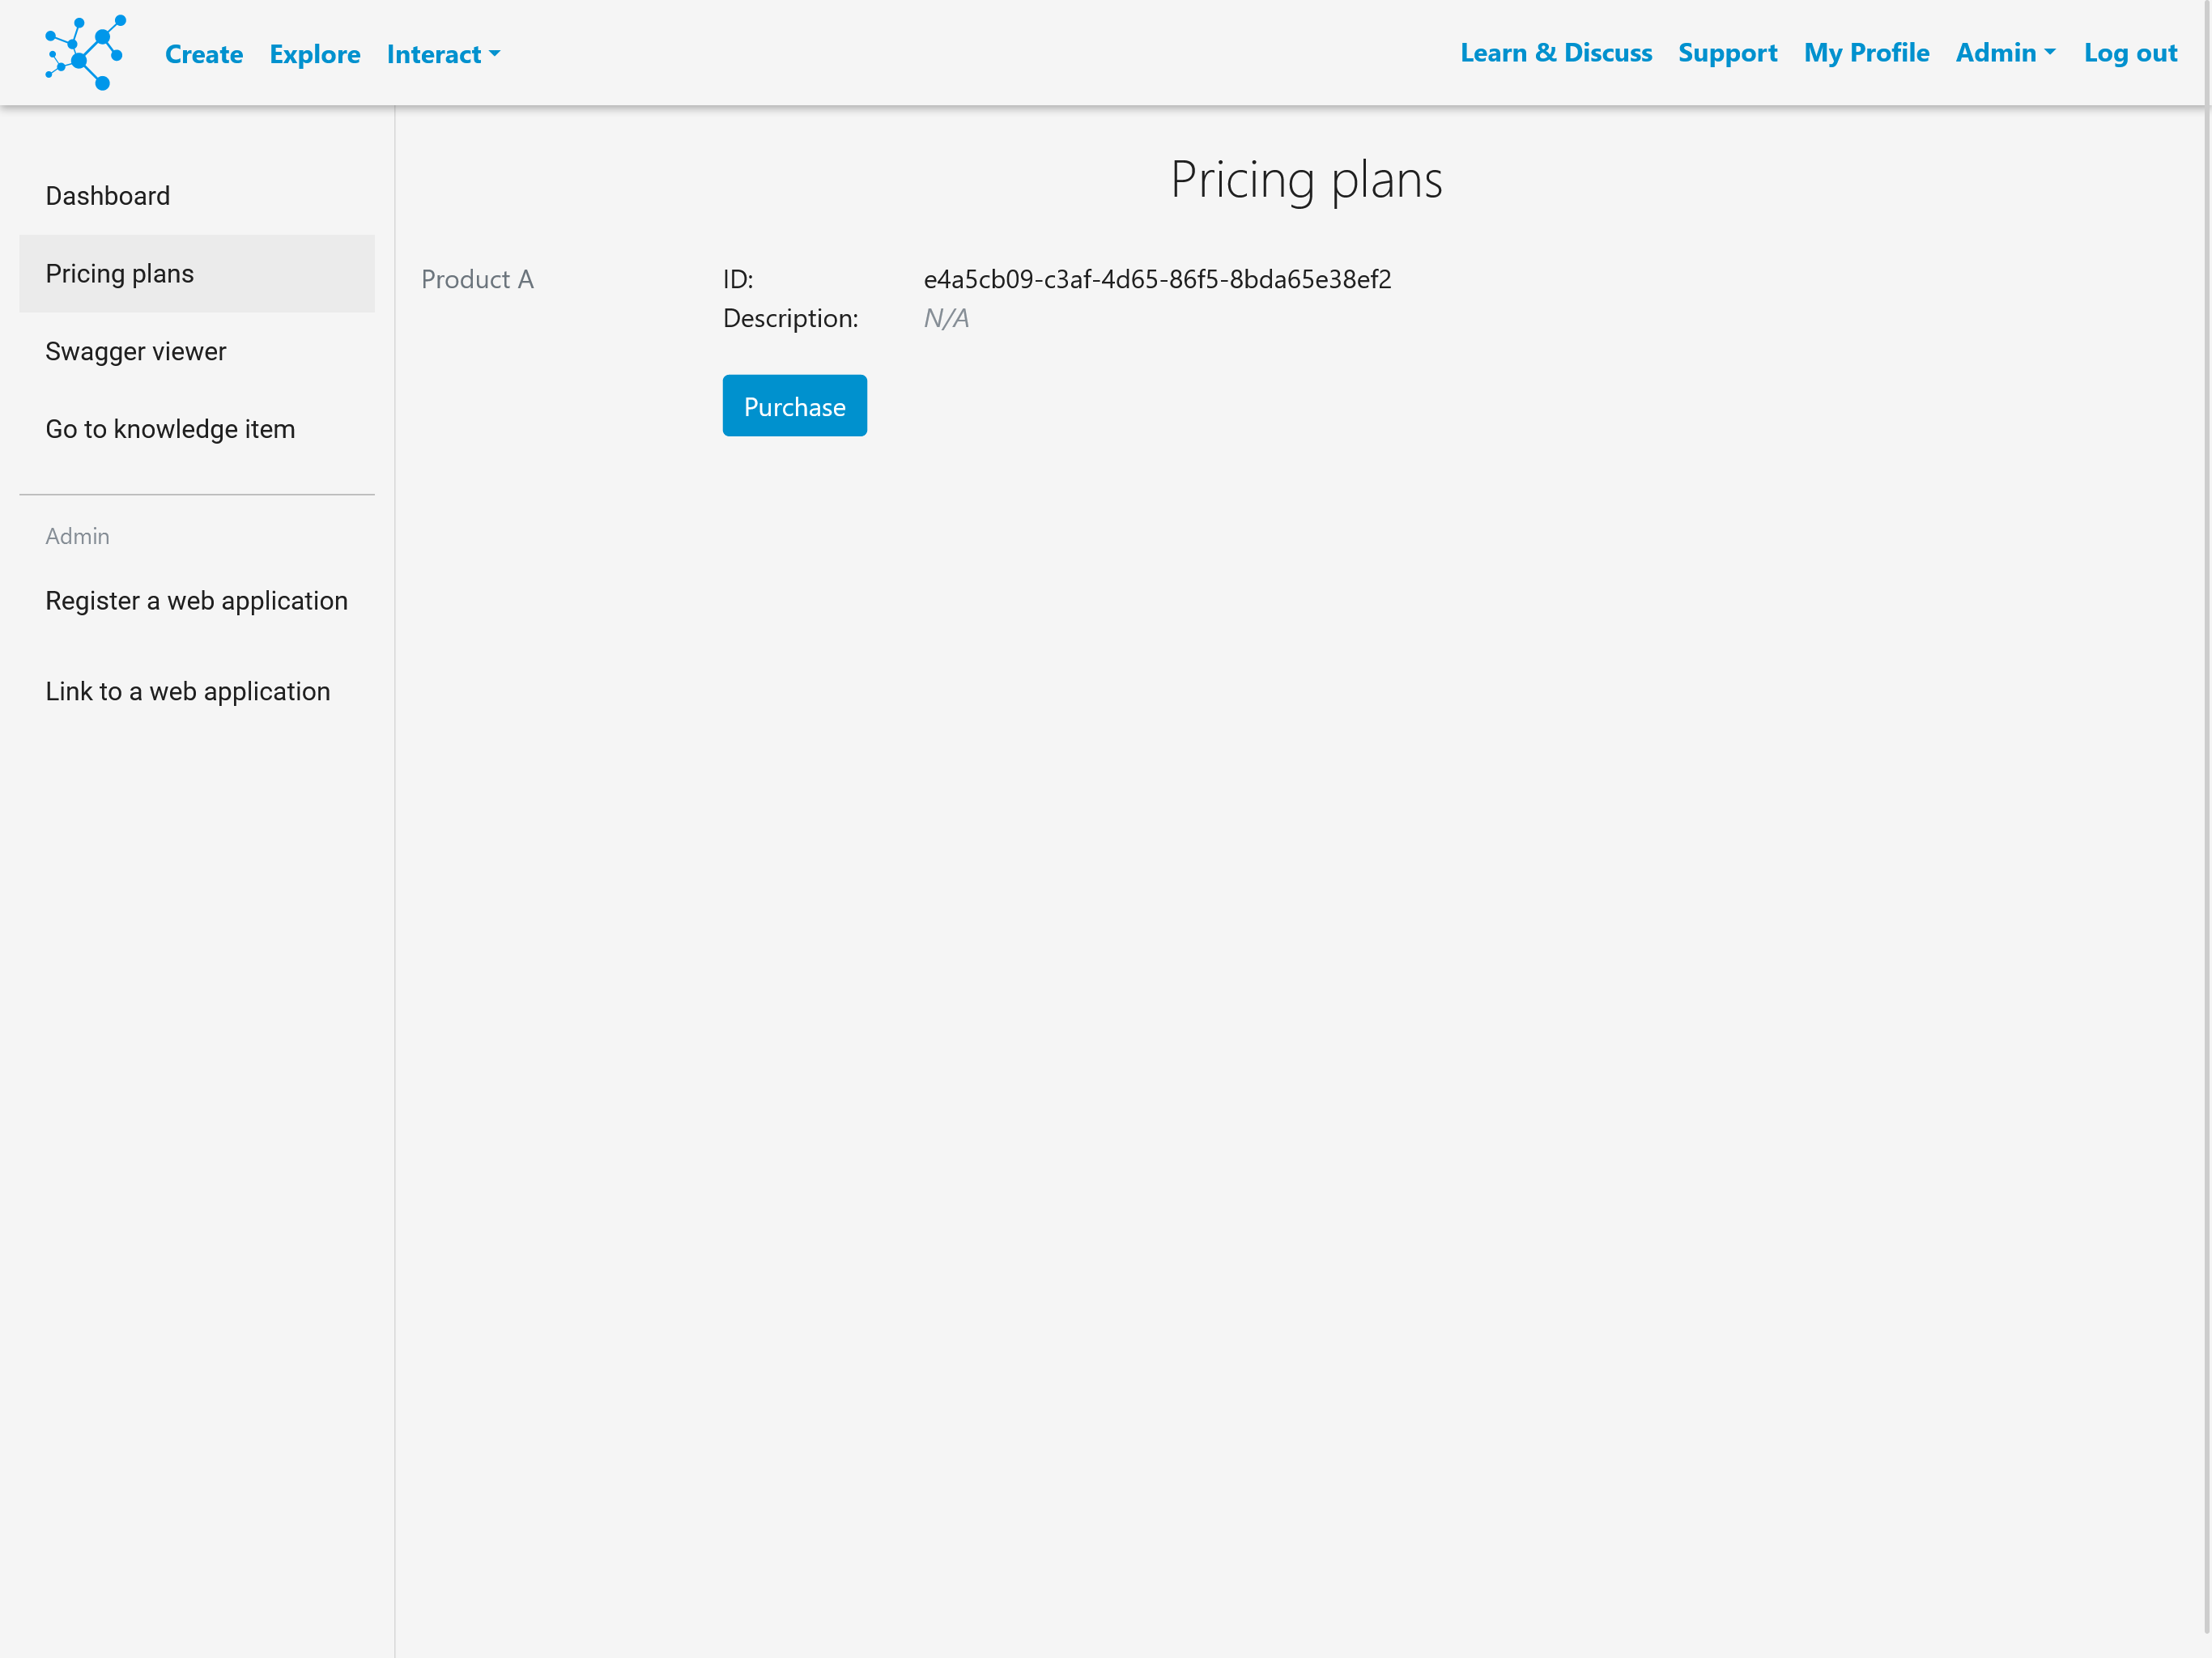 Create Explore Interact
Learn & Discuss Support My Profile Admin Log out
Dashboard
Pricing plans
Swagger viewer
Go to knowledge item
Admin
Register a web application
Link to a web application
Pricing plans
Product A
ID: e4a5cb09-c3af-4d65-86f5-8bda65e38ef2
Description: N/A
Purchase